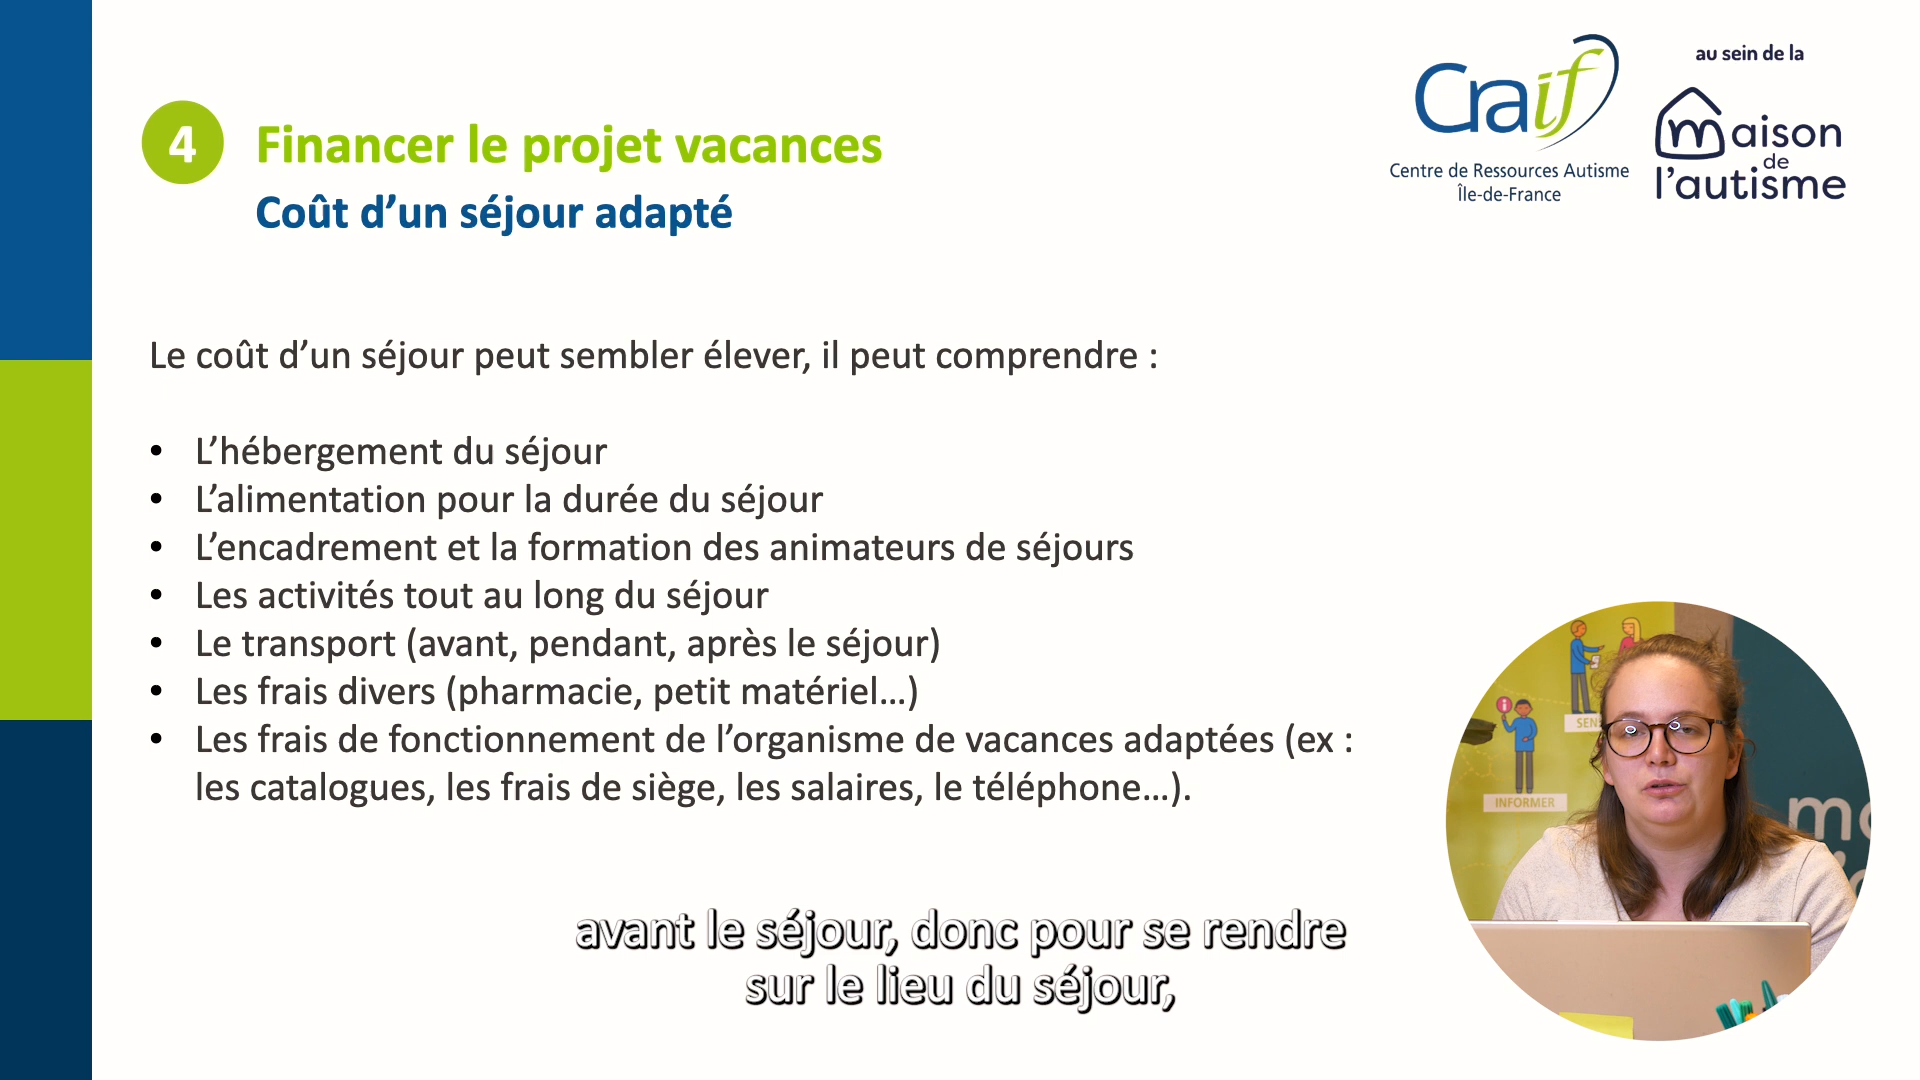 4 Financer le projet vacances
Coût d’un séjour adapté
Craif
Centre de Ressources Autisme
Île-de-France
au sein de la
maison
de
l’autisme
Le coût d’un séjour peut sembler élever, il peut comprendre :
• L’hébergement du séjour
• L’alimentation pour la durée du séjour
• L’encadrement et la formation des animateurs de séjours
• Les activités tout au long du séjour
• Le transport (avant, pendant, après le séjour)
• Les frais divers (pharmacie, petit matériel…)
• Les frais de fonctionnement de l’organisme de vacances adaptées (ex :
les catalogues, les frais de siège, les salaires, le téléphone…).
SENS
INFORMER
avant le séjour, donc pour se rendre
sur le lieu du séjour,